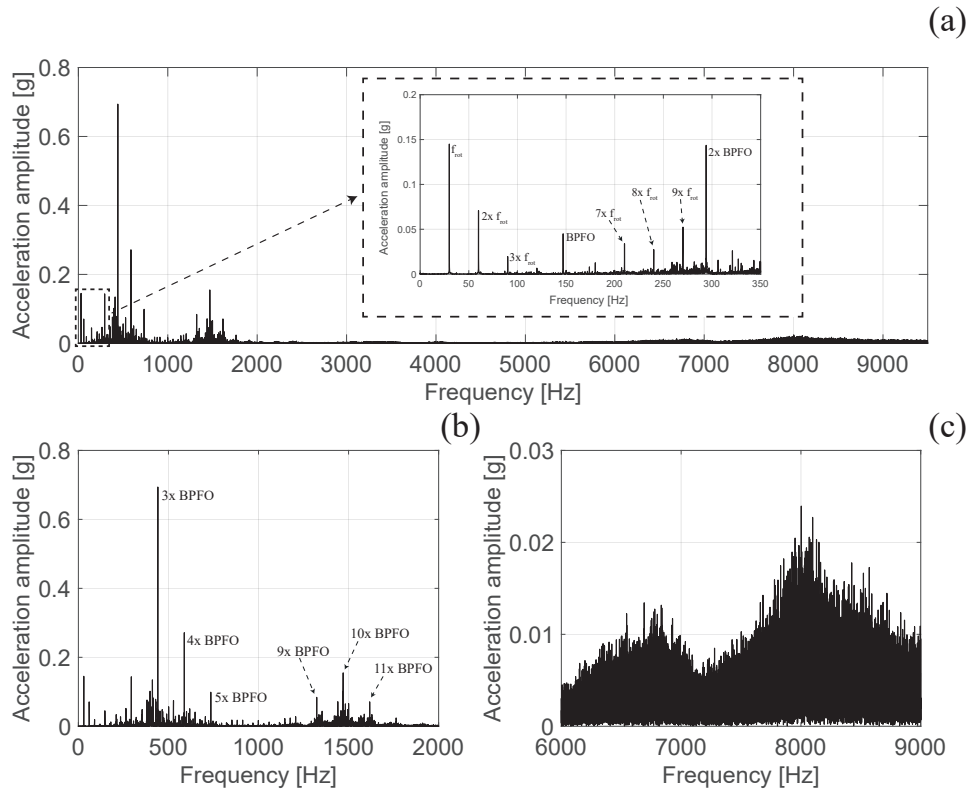 (a)
Acceleration amplitude [g]
0.8
0.6
0.4
0.2
0
0 1000 2000 3000 4000 5000 6000 7000 8000 9000
Frequency [Hz]
Acceleration amplitude [g]
0.2
0.15
0.1
0.05
0
f_rot
2x f_rot
3x f_rot
BPFO
7x f_rot
8x f_rot
9x f_rot
2x BPFO
0 50 100 150 200 250 300 350
Frequency [Hz]
(b)
Acceleration amplitude [g]
0.8
0.6
0.4
0.2
0
3x BPFO
4x BPFO
5x BPFO
9x BPFO
10x BPFO
11x BPFO
0 500 1000 1500 2000
Frequency [Hz]
(c)
Acceleration amplitude [g]
0.03
0.02
0.01
0
6000 7000 8000 9000
Frequency [Hz]